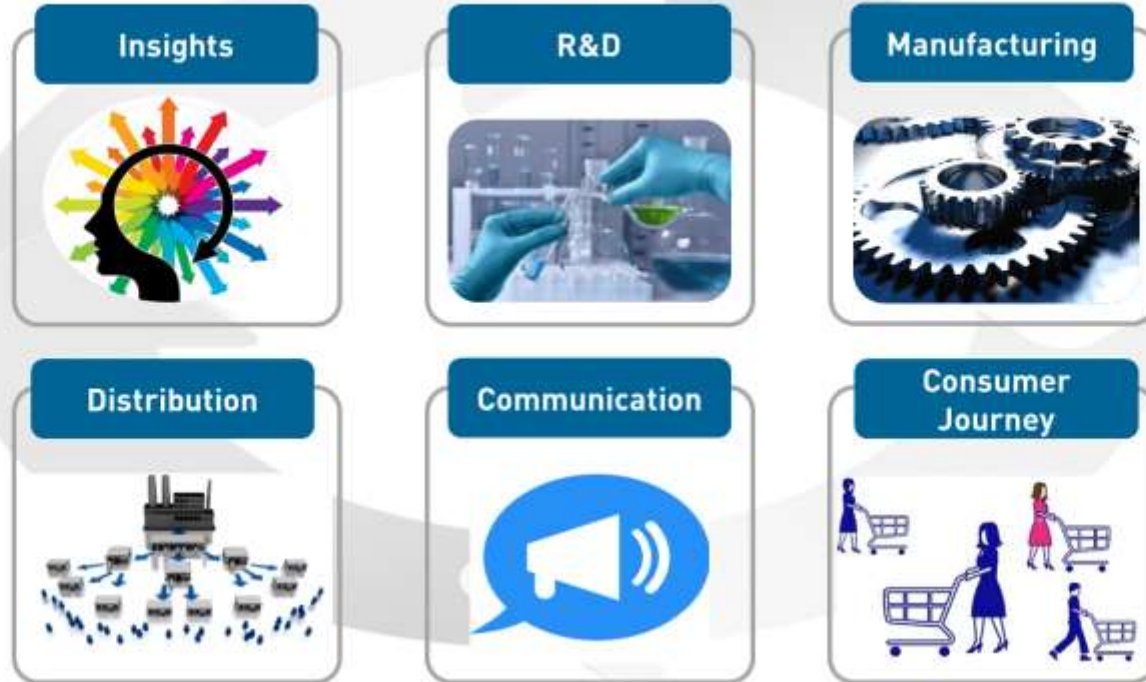 Insights
R&D
Manufacturing
Distribution
Communication
Consumer
Journey